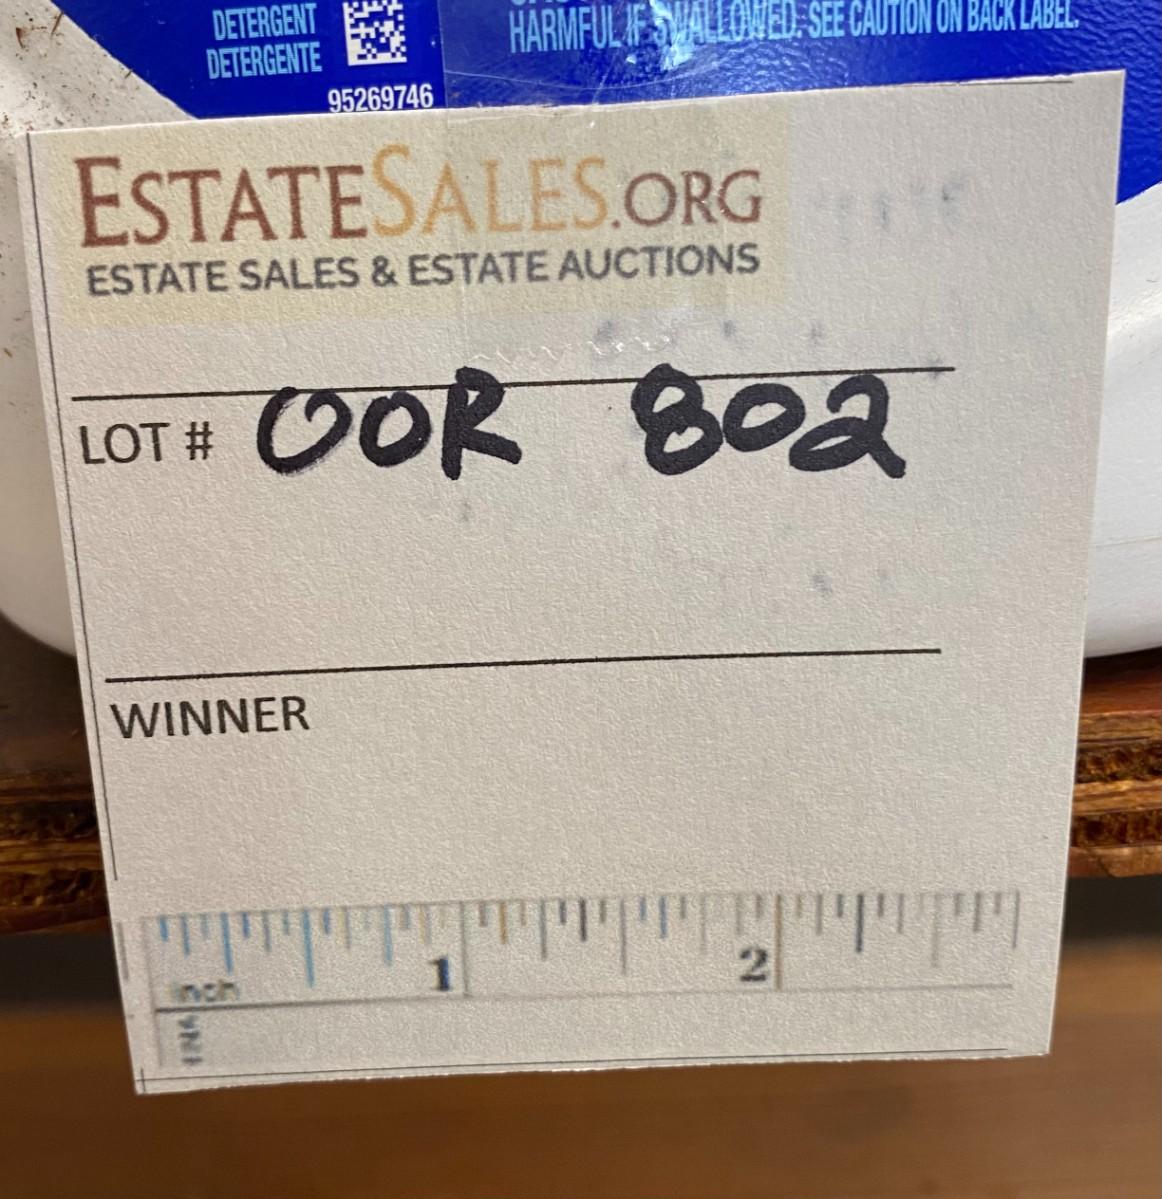 DETERGENT
DETERGENTE
95269746
HARMFUL IF SWALLOWED. SEE CAUTION ON BACK LABEL.
ESTATESALES.ORG
ESTATE SALES & ESTATE AUCTIONS
LOT # OOR 802
WINNER
1 2
inch